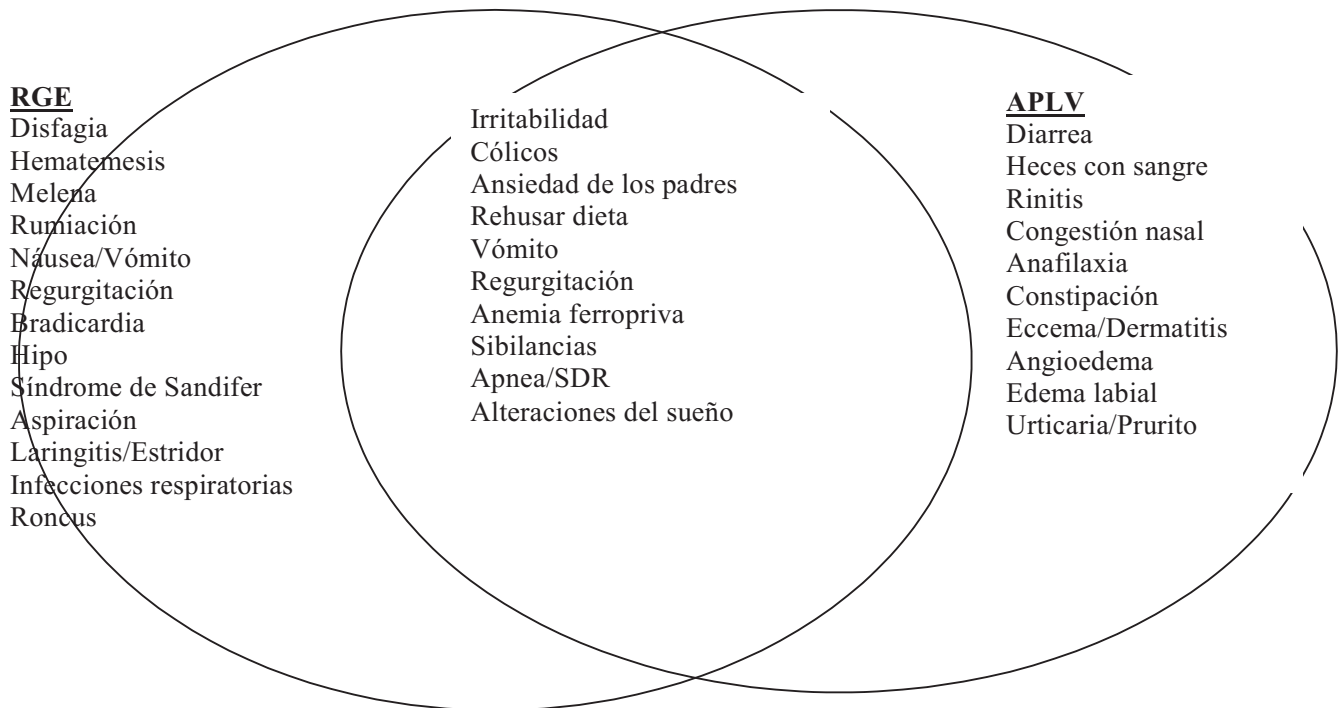 RGE
Disfagia
Hematemesis
Melena
Rumiación
Náusea/Vómito
Regurgitación
Bradicardia
Hipo
Síndrome de Sandifer
Aspiración
Laringitis/Estridor
Infecciones respiratorias
Roncus
Irritabilidad
Cólicos
Ansiedad de los padres
Rehusar dieta
Vómito
Regurgitación
Anemia ferropriva
Sibilancias
Apnea/SDR
Alteraciones del sueño
APLV
Diarrea
Heces con sangre
Rinitis
Congestión nasal
Anafilaxia
Constipación
Eccema/Dermatitis
Angioedema
Edema labial
Urticaria/Prurito